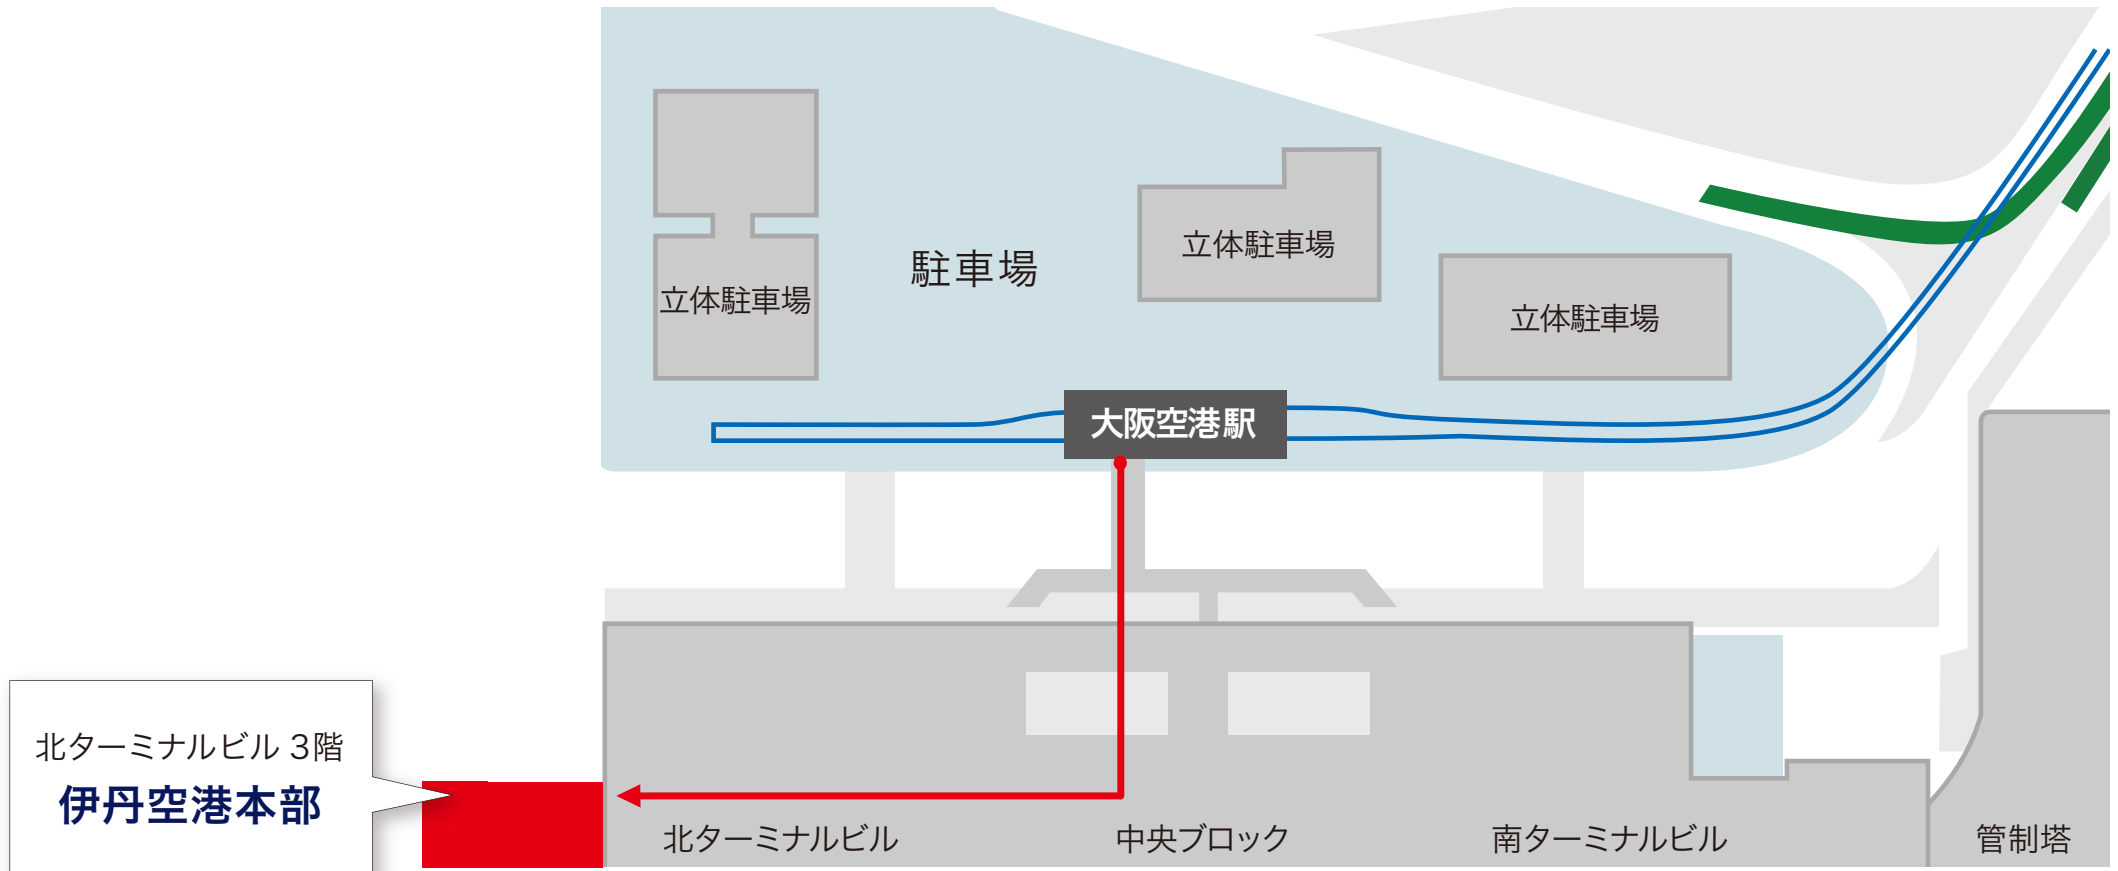 立体駐車場
駐車場
立体駐車場
立体駐車場
大阪空港駅
北ターミナルビル 3階
伊丹空港本部
北ターミナルビル
中央ブロック
南ターミナルビル
管制塔